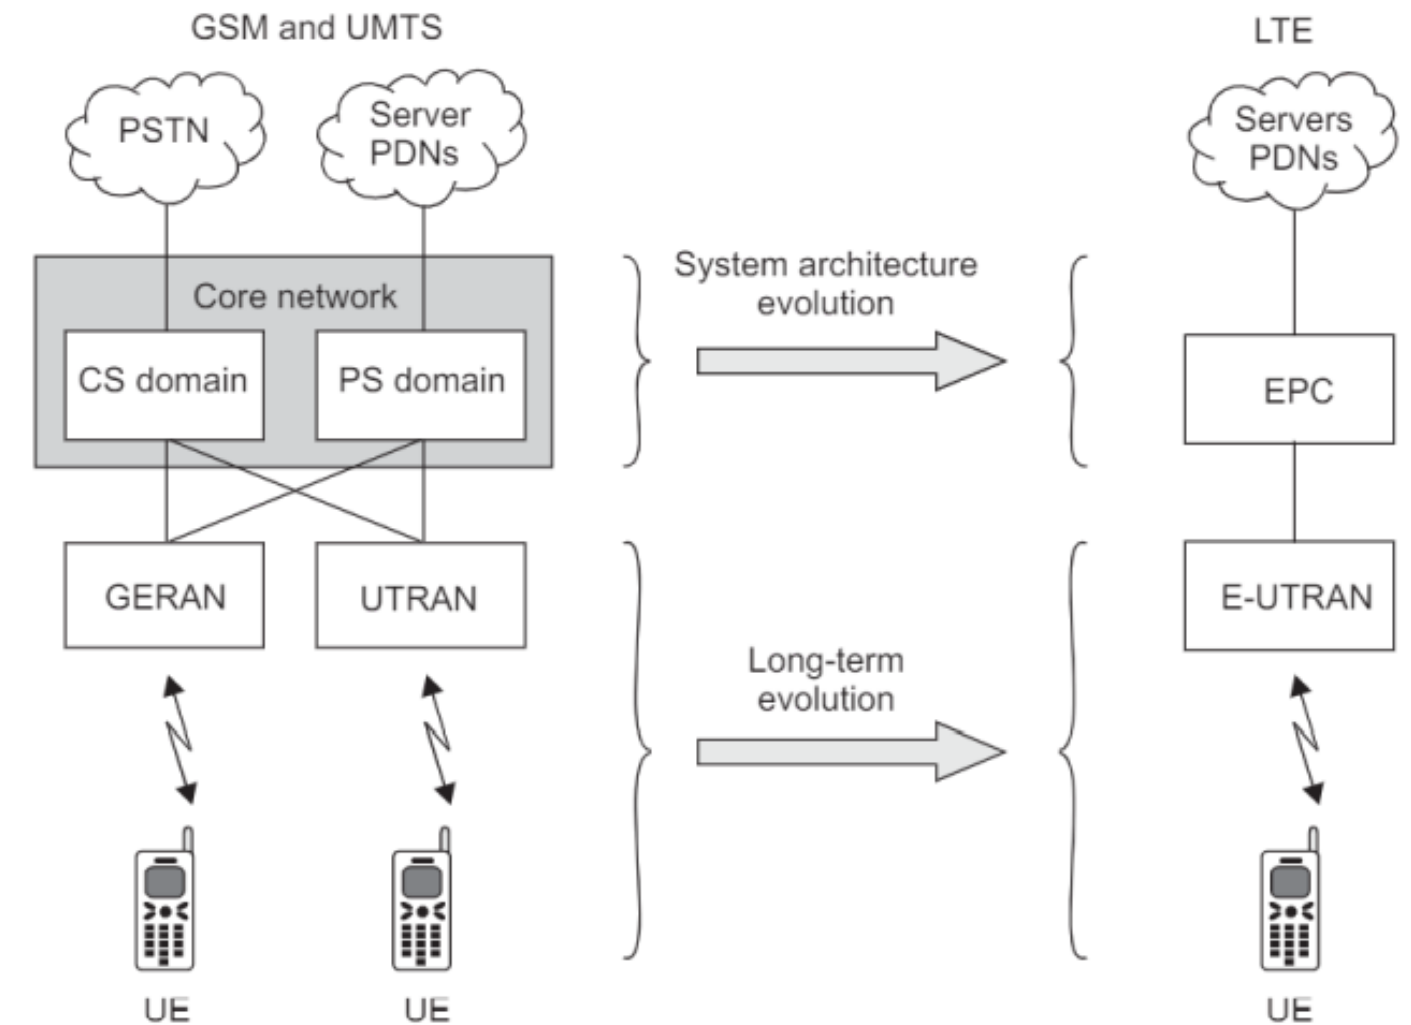 GSM and UMTS
LTE
PSTN
Server
PDNs
Servers
PDNs
Core network
System architecture
evolution
CS domain
PS domain
EPC
GERAN
UTRAN
E-UTRAN
Long-term
evolution
UE
UE
UE